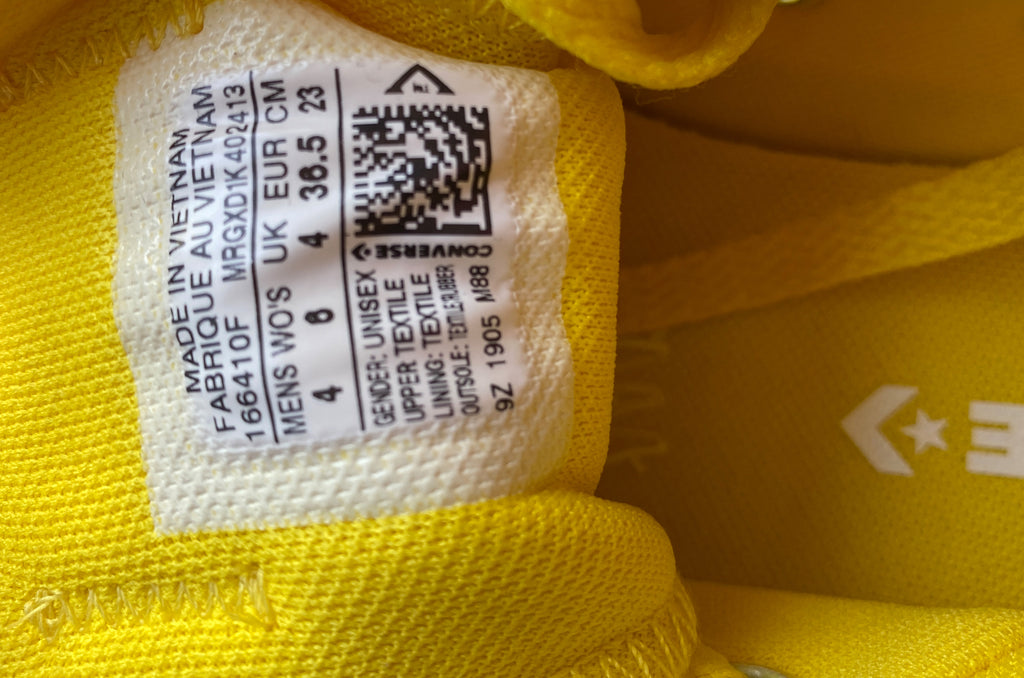 MADE IN VIETNAM
FABRIQUE AU VIETNAM
166410F MRGXD1K402413
MENS WO'S UK EUR CM
4 6 4 36.5 23
GENDER: UNISEX
UPPER TEXTILE
LINING: TEXTILE
OUTSOLE: TEXTILE/RUBBER
9Z 1905 M88
CONVERSE